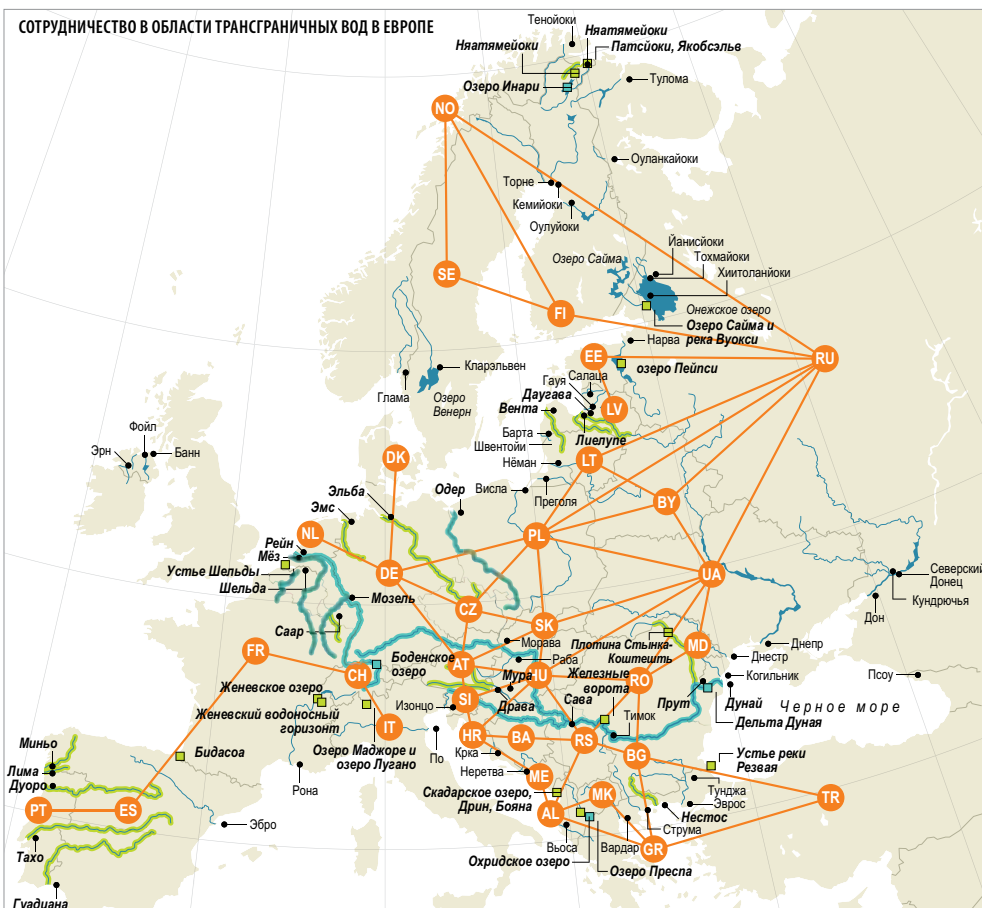 СОТРУДНИЧЕСТВО В ОБЛАСТИ ТРАНСГРАНИЧНЫХ ВОД В ЕВРОПЕ
Тенойоки
Няатямейоки
Няатямейоки
Патсйоки, Якобсэльв
Озеро Инари
Тулома
NO
Оуланкайоки
Торне
Кемийоки
Оулуйоки
Йанисйоки
Тохмайоки
Хиитоланйоки
Озеро Сайма
SE
Онежское озеро
FI
Озеро Сайма и
река Вуокси
Нарва
EE
RU
озеро Пейпси
Кларэльвен
Глама
Озеро
Венерн
Салаца
Гауя
Даугава
Вента
LV
Лиелупе
Барта
Швентойи
Нёман
LT
Фойл
Эрн
Банн
DK
Висла
Преголя
BY
Эльба
Эмс
Одер
NL
PL
Рейн
Мёз
Устье Шельды
Шельда
DE
UA
Северский
Донец
Кундрючья
Дон
Мозель
CZ
Саар
SK
Морава
Плотина Стынка-
Коштешть
MD
Днепр
Днестр
Когильник
Псоу
FR
Боденское
озеро
AT
Раба
Мура
HU
Железные
ворота
RO
CH
Женевское озеро
Женевский водоносный
горизонт
Изонцо
SI
Драва
Сава
Тимок
Прут
Дунай
Дельта Дуная
Черное море
Миньо
Лима
Дуоро
Бидасоа
Озеро Маджоре и
озеро Лугано
IT
По
HR
BA
RS
BG
Устье реки
Резвая
Крка
Неретва
ME
Рона
Скадарское озеро,
Дрин, Бояна
MK
Тунджа
Эврос
Нестос
TR
PT
ES
Эбро
AL
Струма
Вьоса
Вардар
GR
Тахо
Охридское озеро
Озеро Преспа
Гуадиана